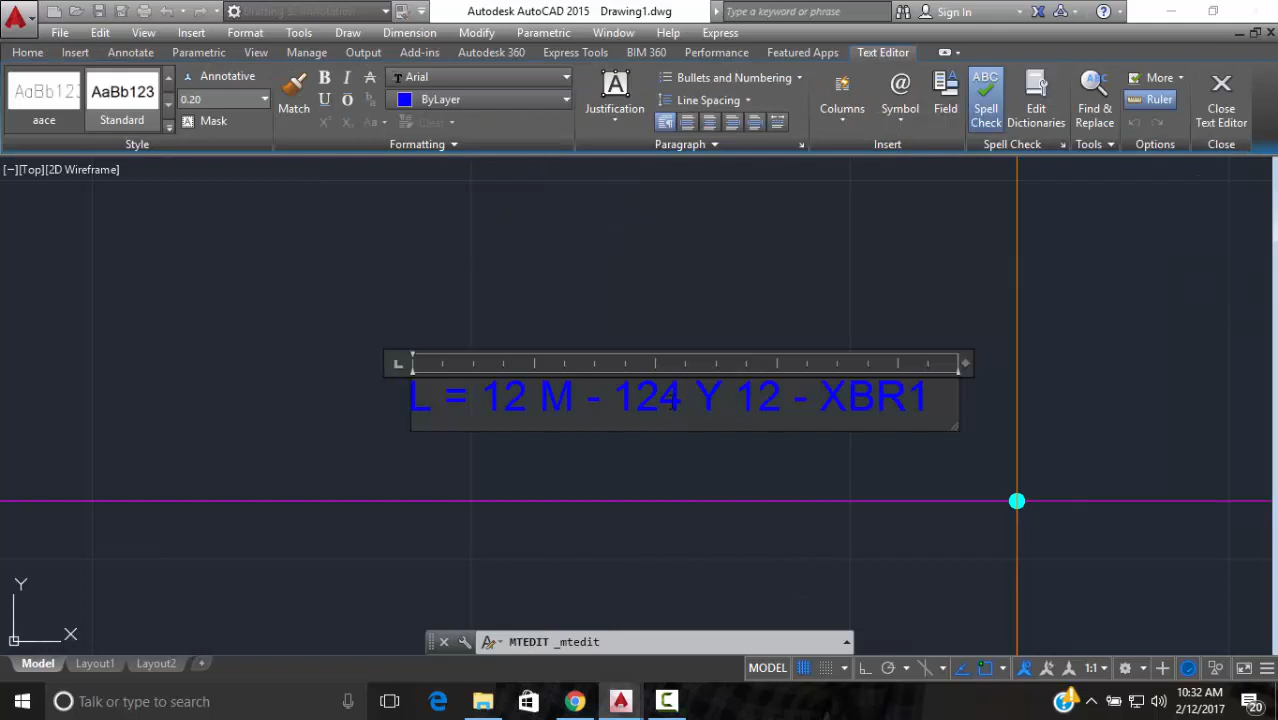 Drafting & Annotation
Autodesk AutoCAD 2015 Drawing1.dwg
Type a keyword or phrase
Sign In
File Edit View Insert Format Tools Draw Dimension Modify Parametric Window Help Express
Home Insert Annotate Parametric View Manage Output Add-ins Autodesk 360 Express Tools BIM 360 Performance Featured Apps Text Editor
AaBb123 AaBb123
aace Standard
Annotative
0.20
Mask
Style
Match
B I A
U O
Arial
ByLayer
Clear
Formatting
Justification
Bullets and Numbering
Line Spacing
Paragraph
Columns Symbol Field
Insert
ABC
Spell Check
Edit Dictionaries
Spell Check
Find & Replace
Tools
More
Ruler
Options
Close Text Editor
Close
[−][Top][2D Wireframe]
L = 12 M - 124 Y 12 - XBR1
Y
X
MTEDIT _mtedit
Model Layout1 Layout2 +
MODEL
1:1
Talk or type to search
10:32 AM
2/12/2017
20